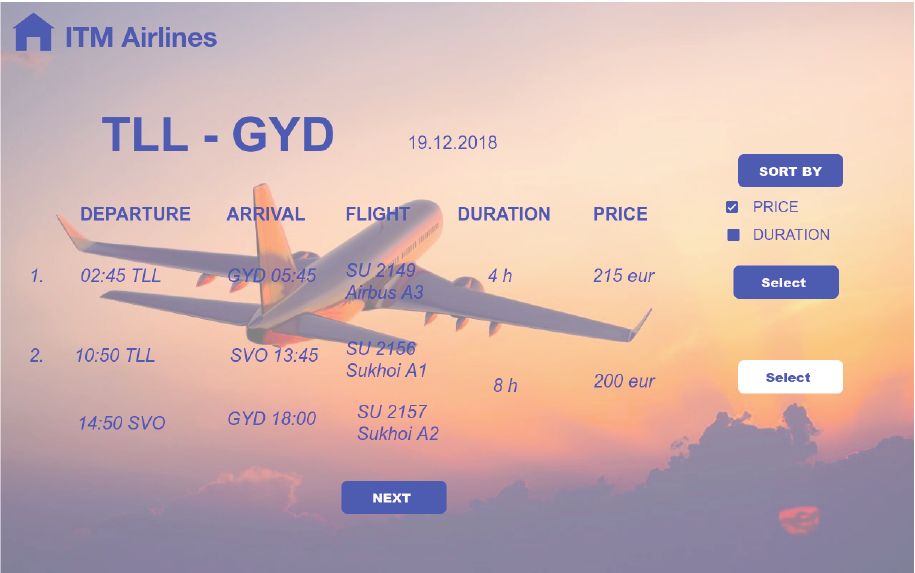 ITM Airlines
TLL - GYD 19.12.2018
SORT BY
PRICE
DURATION
DEPARTURE ARRIVAL FLIGHT DURATION PRICE
1. 02:45 TLL GYD 05:45 SU 2149 4 h 215 eur Select
Airbus A3
2. 10:50 TLL SVO 13:45 SU 2156
Sukhoi A1
8 h 200 eur Select
14:50 SVO GYD 18:00 SU 2157
Sukhoi A2
NEXT